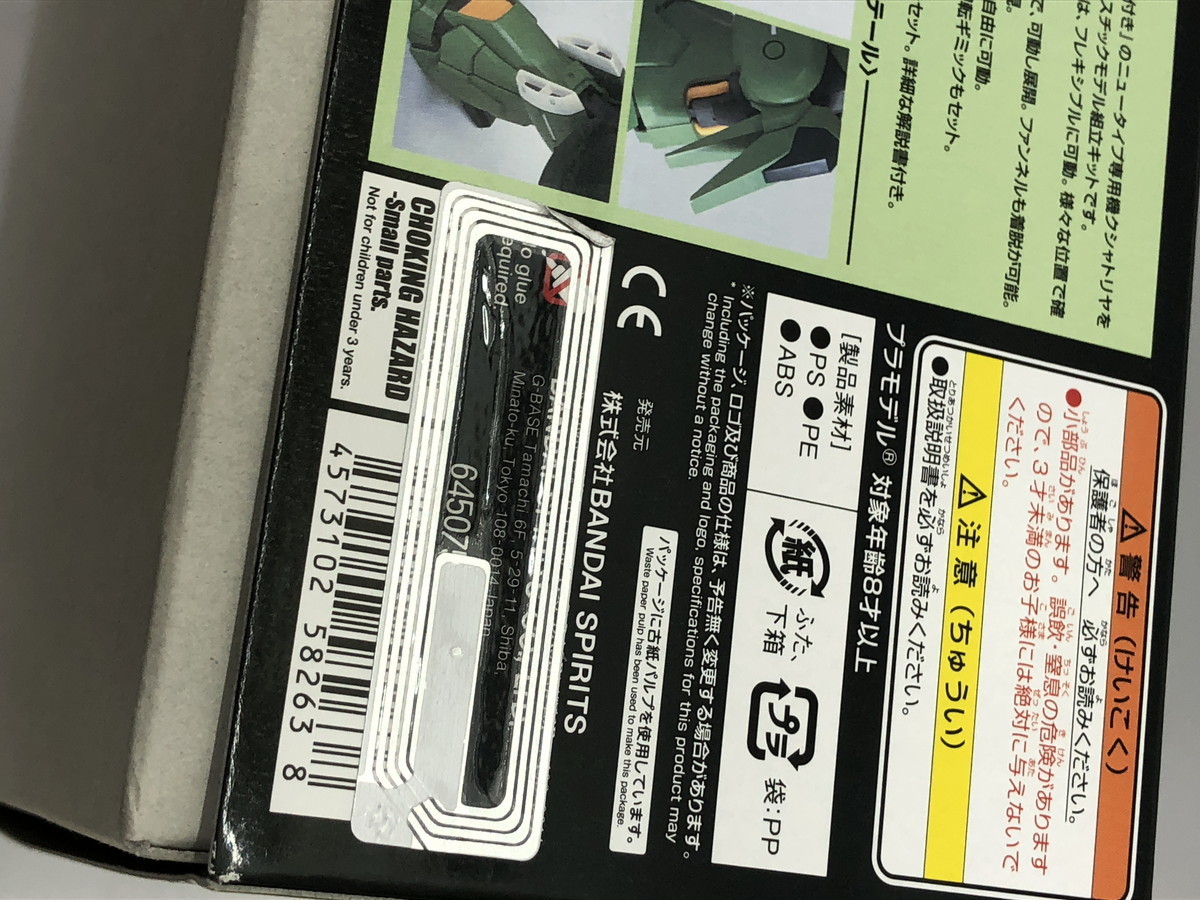 付き」のニュータイプ専用機クシャトリヤを
スチックモデル組立キットです。
は、フレキシブルに可動。様々な位置で確
で、可動し展開。ファンネルも着脱が可能。
自由に可動。
転ギミックもセット。
セット。詳細な解説書付き。
テール〉
⚠警告(けいこく)
保護者の方へ 必ずお読みください。
●小部品があります。誤飲・窒息の危険があります
ので、3才未満のお子様には絶対に与えないで
ください。
⚠注意(ちゅうい)
●取扱説明書を必ずお読みください。
プラモデル® 対象年齢8才以上
[製品素材]
●PS ●PE
●ABS
紙
ふた、
下箱
プラ
袋:PP
※パッケージ、ロゴ及び商品の仕様は、予告無く変更する場合があります。
* Including the packaging and logo, specifications for this product may
change without a notice.
CE
発売元
株式会社BANDAI SPIRITS
パッケージに古紙パルプを使用しています。
Waste paper pulp has been used to make this package.
G-BASE Tamachi 6F, 5-29-11, Shiba,
Minato-ku, Tokyo 108-0014 Japan
glue
equired
64507
CHOKING HAZARD
-Small parts.
Not for children under 3 years.
4573102 58263 8